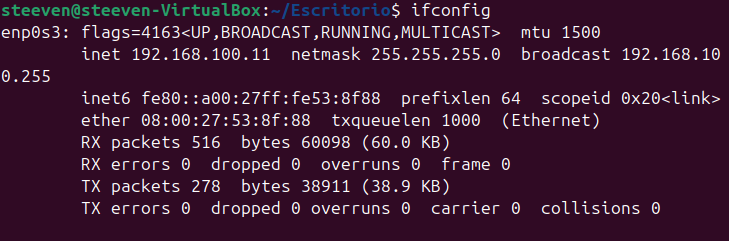 steeven@steeven-VirtualBox:~/Escritorio$ ifconfig
enp0s3: flags=4163<UP,BROADCAST,RUNNING,MULTICAST>  mtu 1500
        inet 192.168.100.11  netmask 255.255.255.0  broadcast 192.168.10
0.255
        inet6 fe80::a00:27ff:fe53:8f88  prefixlen 64  scopeid 0x20<link>
        ether 08:00:27:53:8f:88  txqueuelen 1000  (Ethernet)
        RX packets 516  bytes 60098 (60.0 KB)
        RX errors 0  dropped 0  overruns 0  frame 0
        TX packets 278  bytes 38911 (38.9 KB)
        TX errors 0  dropped 0 overruns 0  carrier 0  collisions 0